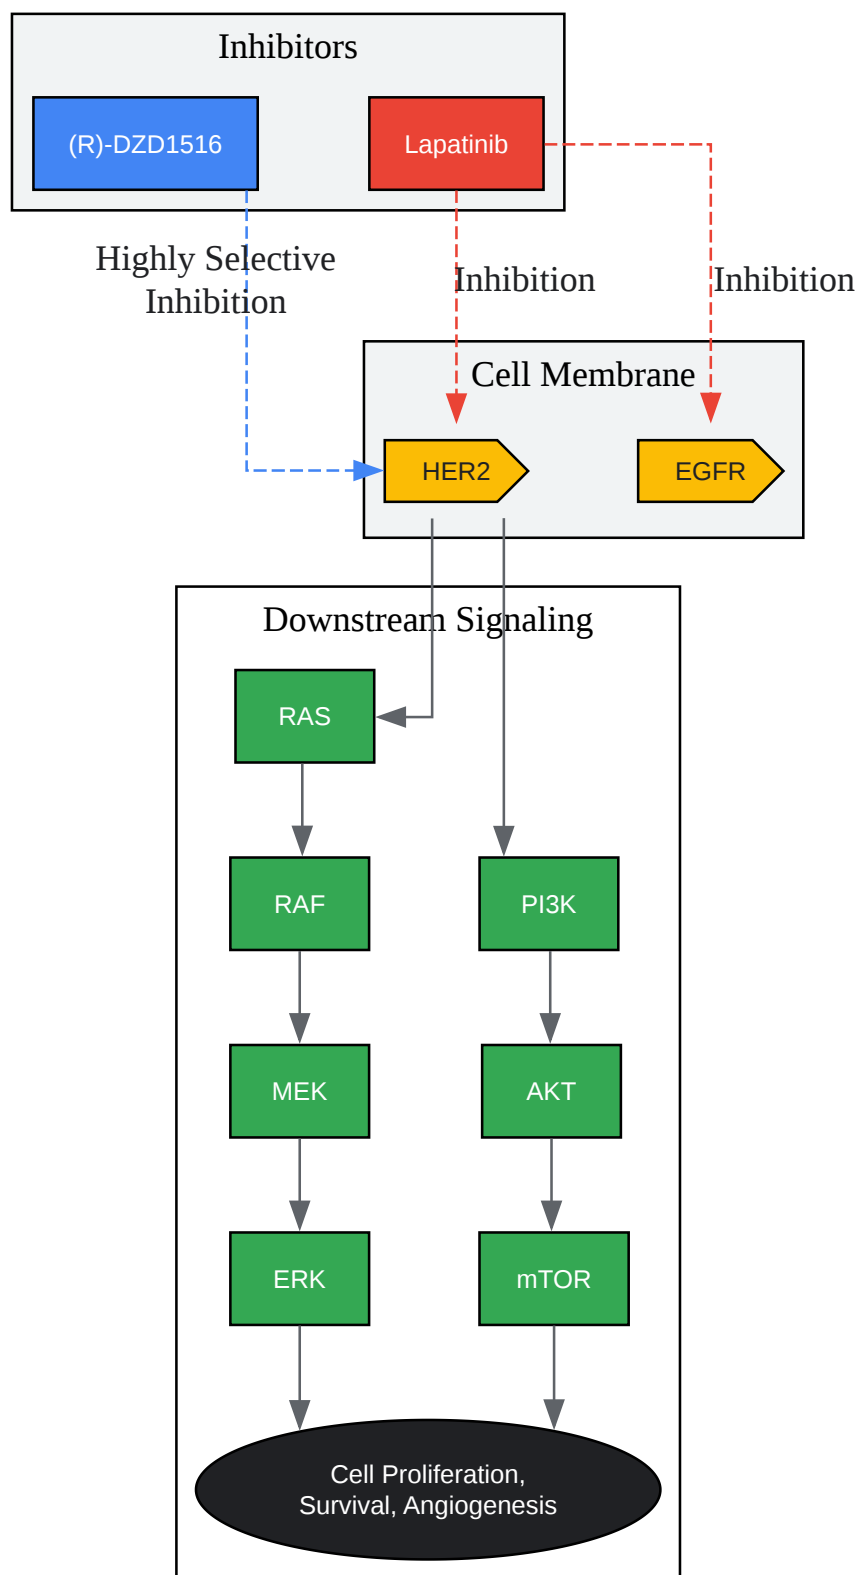 Inhibitors
(R)-DZD1516
Lapatinib
Highly Selective
Inhibition
Inhibition
Inhibition
Cell Membrane
HER2
EGFR
Downstream Signaling
RAS
RAF
PI3K
MEK
AKT
ERK
mTOR
Cell Proliferation,
Survival, Angiogenesis